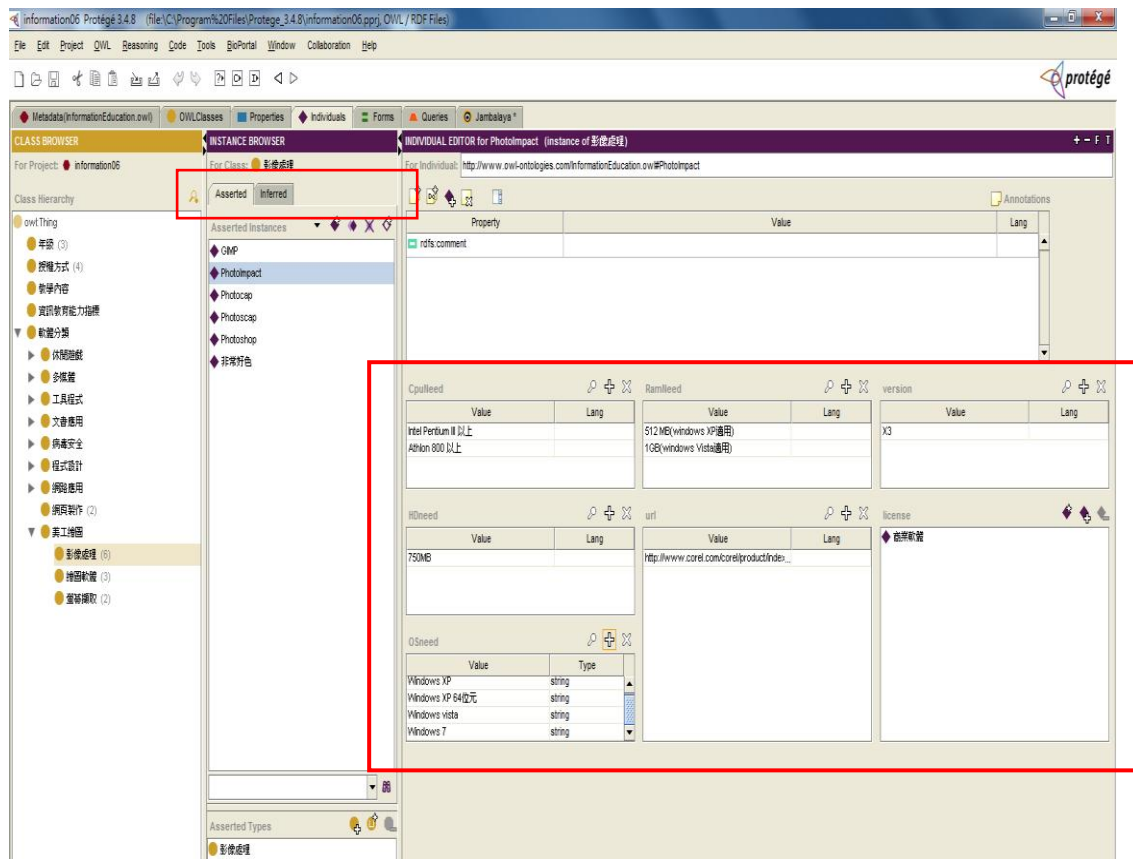 information06 Protégé 3.4.8 (file:\C:\Program%20Files\Protege_3.4.8\information06.pprj, OWL / RDF Files)
File Edit Project OWL Reasoning Code Tools BioPortal Window Collaboration Help
protégé
Metadata(InformationEducation.owl) OWLClasses Properties Individuals Forms Queries Jambalaya
CLASS BROWSER
For Project: information06
Class Hierarchy
owl:Thing
年級 (3)
授權方式 (4)
教學內容
資訊教育能力指標
軟體分類
休閒遊戲
多媒體
工具程式
文書應用
病毒安全
程式設計
網路應用
網頁製作 (2)
美工繪圖
影像處理 (6)
繪圖軟體 (3)
螢幕擷取 (2)
INSTANCE BROWSER
For Class: 影像處理
Asserted Inferred
Asserted Instances
GIMP
PhotoImpact
Photocap
Photoscap
Photoshop
非常好色
Asserted Types
影像處理
INDIVIDUAL EDITOR for PhotoImpact (instance of 影像處理) + - F T
For Individual: http://www.owl-ontologies.com/InformationEducation.owl#PhotoImpact
Annotations
Property Value Lang
rdfs:comment
CpuNeed
Value Lang
Intel Pentium III 以上
Athlon 800 以上
RamNeed
Value Lang
512 MB(windows XP適用)
1GB(windows Vista適用)
version
Value Lang
X3
HDneed
Value Lang
750MB
url
Value Lang
http://www.corel.com/corel/product/index...
license
商業軟體
OSneed
Value Type
Windows XP string
Windows XP 64位元 string
Windows vista string
Windows 7 string